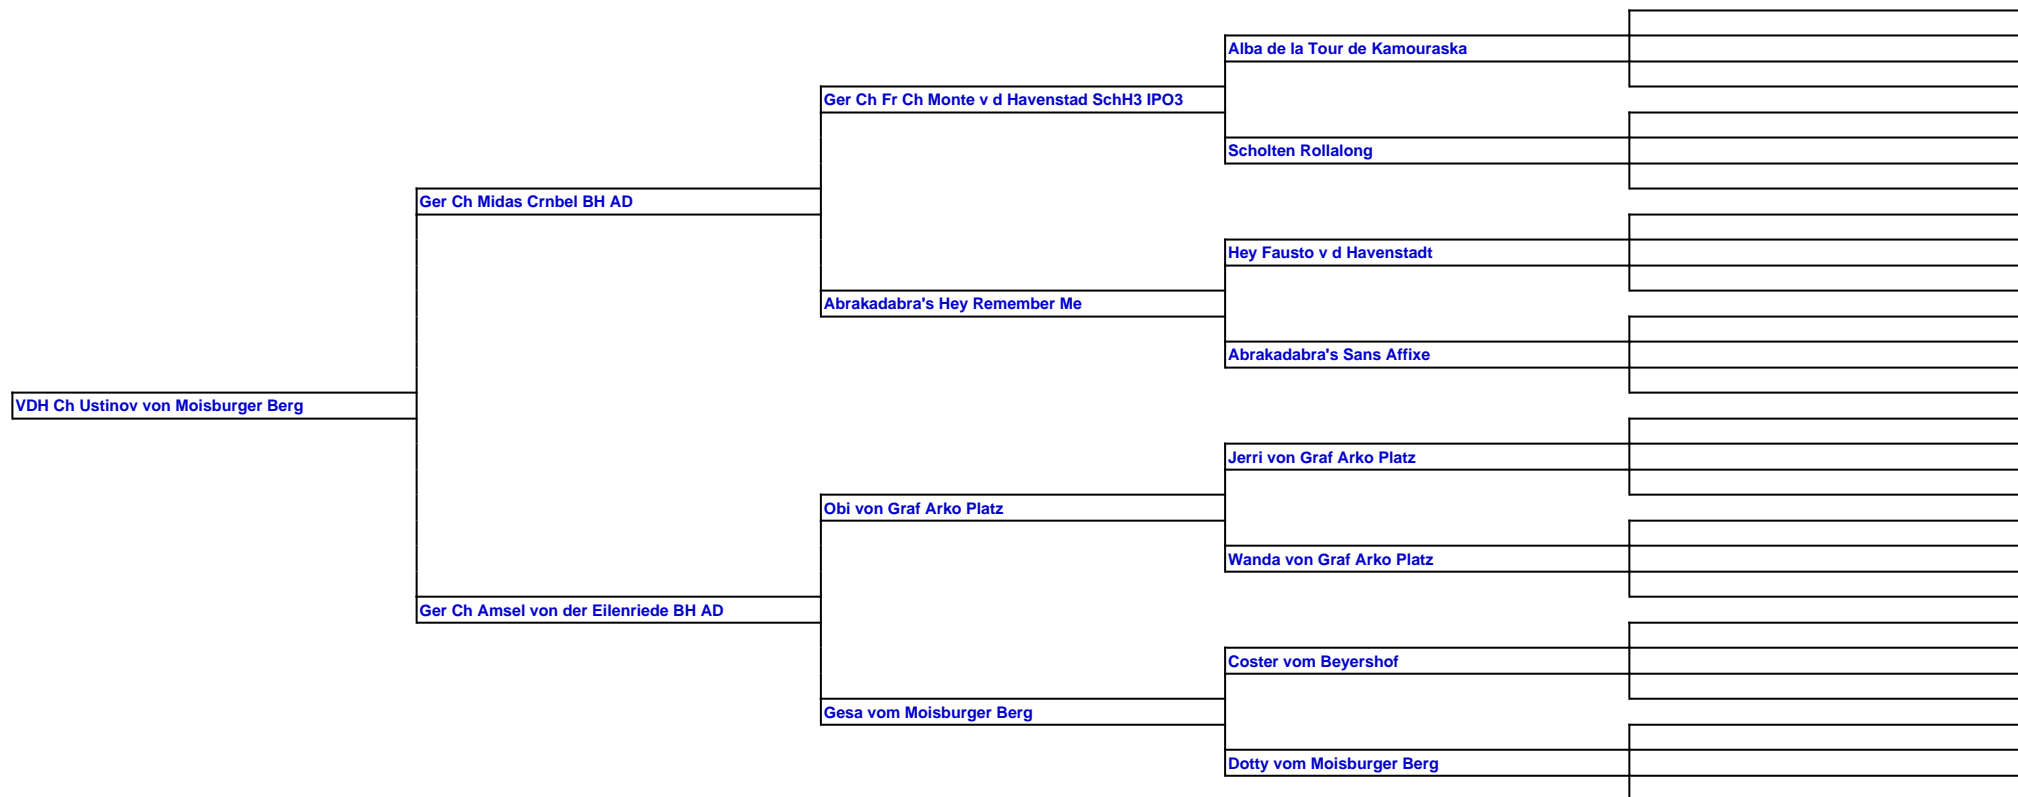 Alba de la Tour de Kamouraska
Ger Ch Fr Ch Monte v d Havenstad SchH3 IPO3
Scholten Rollalong
Ger Ch Midas Crnbel BH AD
Hey Fausto v d Havenstadt
Abrakadabra's Hey Remember Me
Abrakadabra's Sans Affixe
VDH Ch Ustinov von Moisburger Berg
Jerri von Graf Arko Platz
Obi von Graf Arko Platz
Wanda von Graf Arko Platz
Ger Ch Amsel von der Eilenriede BH AD
Coster vom Beyershof
Gesa vom Moisburger Berg
Dotty vom Moisburger Berg